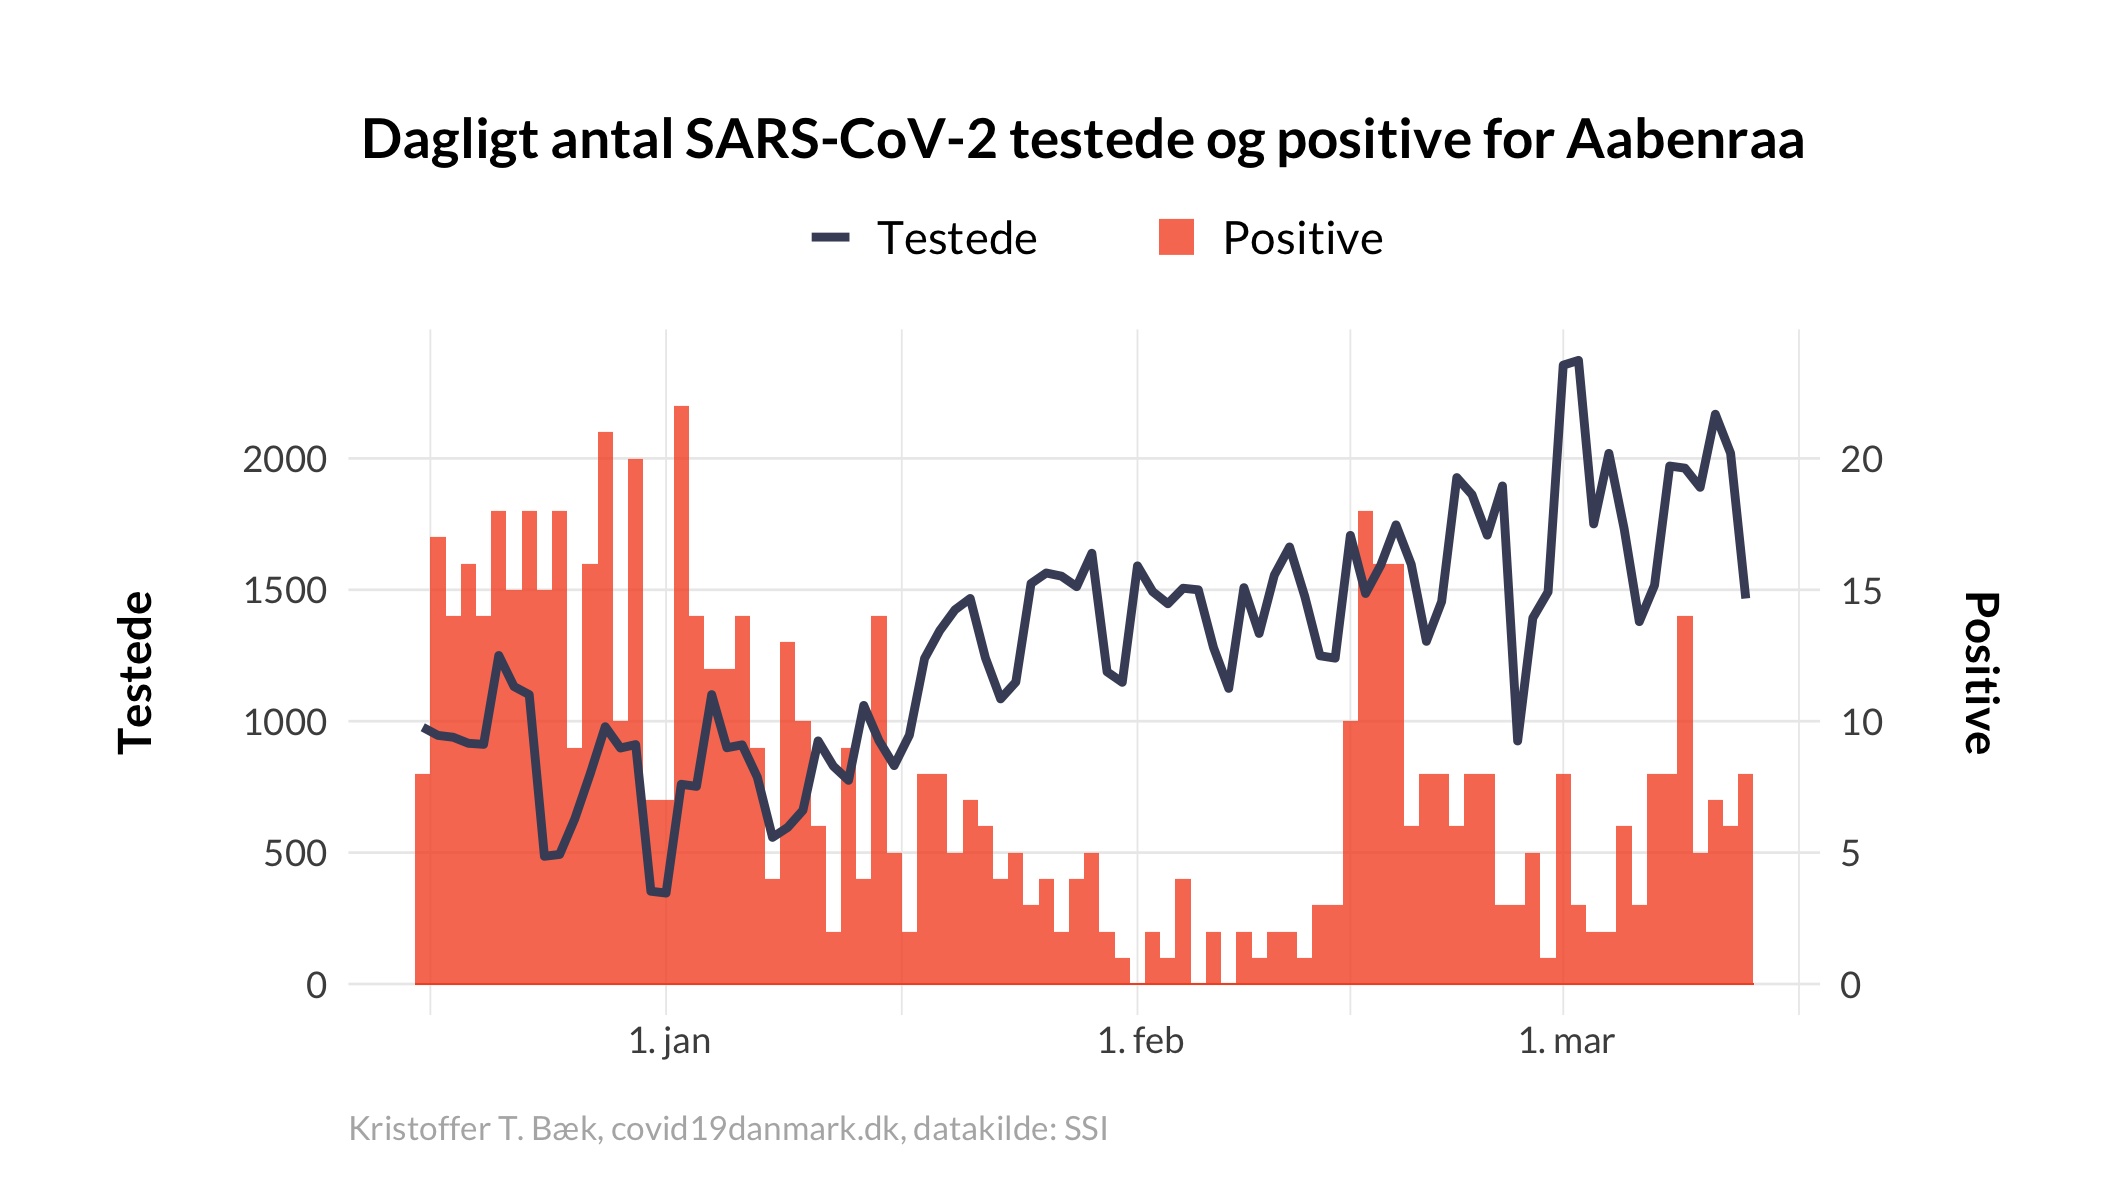 Dagligt antal SARS-CoV-2 testede og positive for Aabenraa
Testede Positive
Testede
2000
1500
1000
500
0
20
15
10
5
0
Positive
1. jan 1. feb 1. mar
Kristoffer T. Bæk, covid19danmark.dk, datakilde: SSI